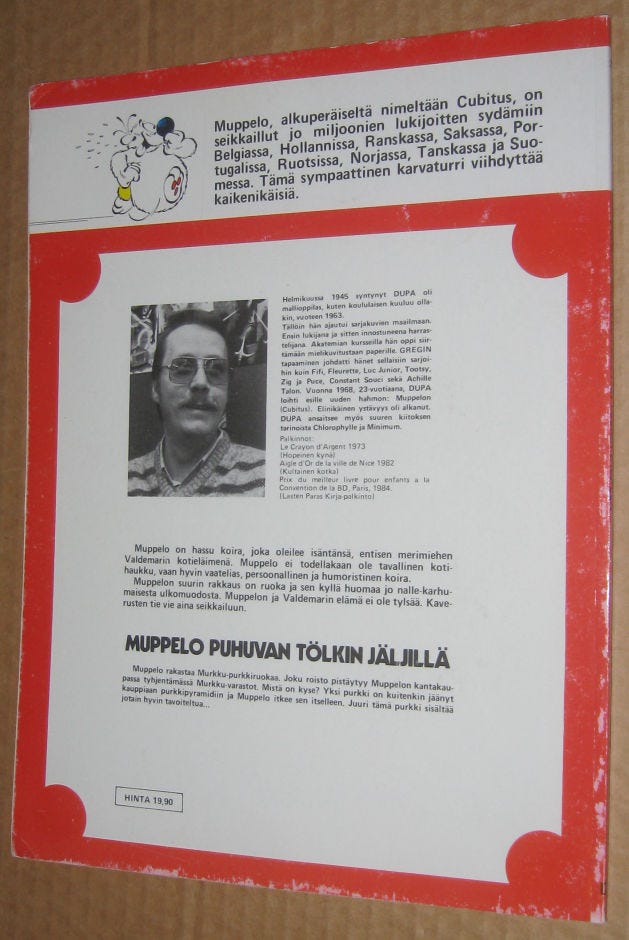 Muppelo, alkuperäiseltä nimeltään Cubitus, on
seikkaillut jo miljoonien lukijoitten sydämiin
Belgiassa, Hollannissa, Ranskassa, Saksassa, Por-
tugalissa, Ruotsissa, Norjassa, Tanskassa ja Suo-
messa. Tämä sympaattinen karvaturri viihdyttää
kaikenikäisiä.
Helmikuussa 1945 syntynyt DUPA oli
mallioppilas, kuten koululaisen kuuluu olla-
kin, vuoteen 1963.
Tällöin hän ajautui sarjakuvien maailmaan.
Ensin lukijana ja sitten innostuneena harras-
telijana. Akatemian kursseilla hän oppi siir-
tämään mielikuvitustaan paperille. GREGIN
tapaaminen johdatti hänet sellaisiin sarjoi-
hin kuin Fifi, Fleurette, Luc Junior, Tootsy,
Zig ja Puce, Constant Souci sekä Achille
Talon. Vuonna 1968, 23-vuotiaana, DUPA
loihti esille uuden hahmon: Muppelon
(Cubitus). Elinikäinen ystävyys oli alkanut.
DUPA ansaitsee myös suuren kiitoksen
tarinoista Chlorophylle ja Minimum.
Palkinnot:
Le Crayon d'Argent 1973
(Hopeinen kynä)
Aigle d'Or de la ville de Nice 1982
(Kultainen kotka)
Prix du meilleur livre pour enfants a la
Convention de la BD, Paris, 1984.
(Lasten Paras Kirja-palkinto)
Muppelo on hassu koira, joka oleilee isäntänsä, entisen merimiehen
Valdemarin kotieläimenä. Muppelo ei todellakaan ole tavallinen koti-
haukku, vaan hyvin vaatelias, persoonallinen ja humoristinen koira.
Muppelon suurin rakkaus on ruoka ja sen kyllä huomaa jo nalle-karhu-
maisesta ulkomuodosta. Muppelon ja Valdemarin elämä ei ole tylsää. Kave-
rusten tie vie aina seikkailuun.
MUPPELO PUHUVAN TÖLKIN JÄLJILLÄ
Muppelo rakastaa Murkku-purkkiruokaa. Joku roisto pistäytyy Muppelon kantakau-
passa tyhjentämässä Murkku-varastot. Mistä on kyse? Yksi purkki on kuitenkin jäänyt
kauppiaan purkkipyramidiin ja Muppelo itkee sen itselleen. Juuri tämä purkki sisältää
jotain hyvin tavoiteltua...
HINTA 19,90